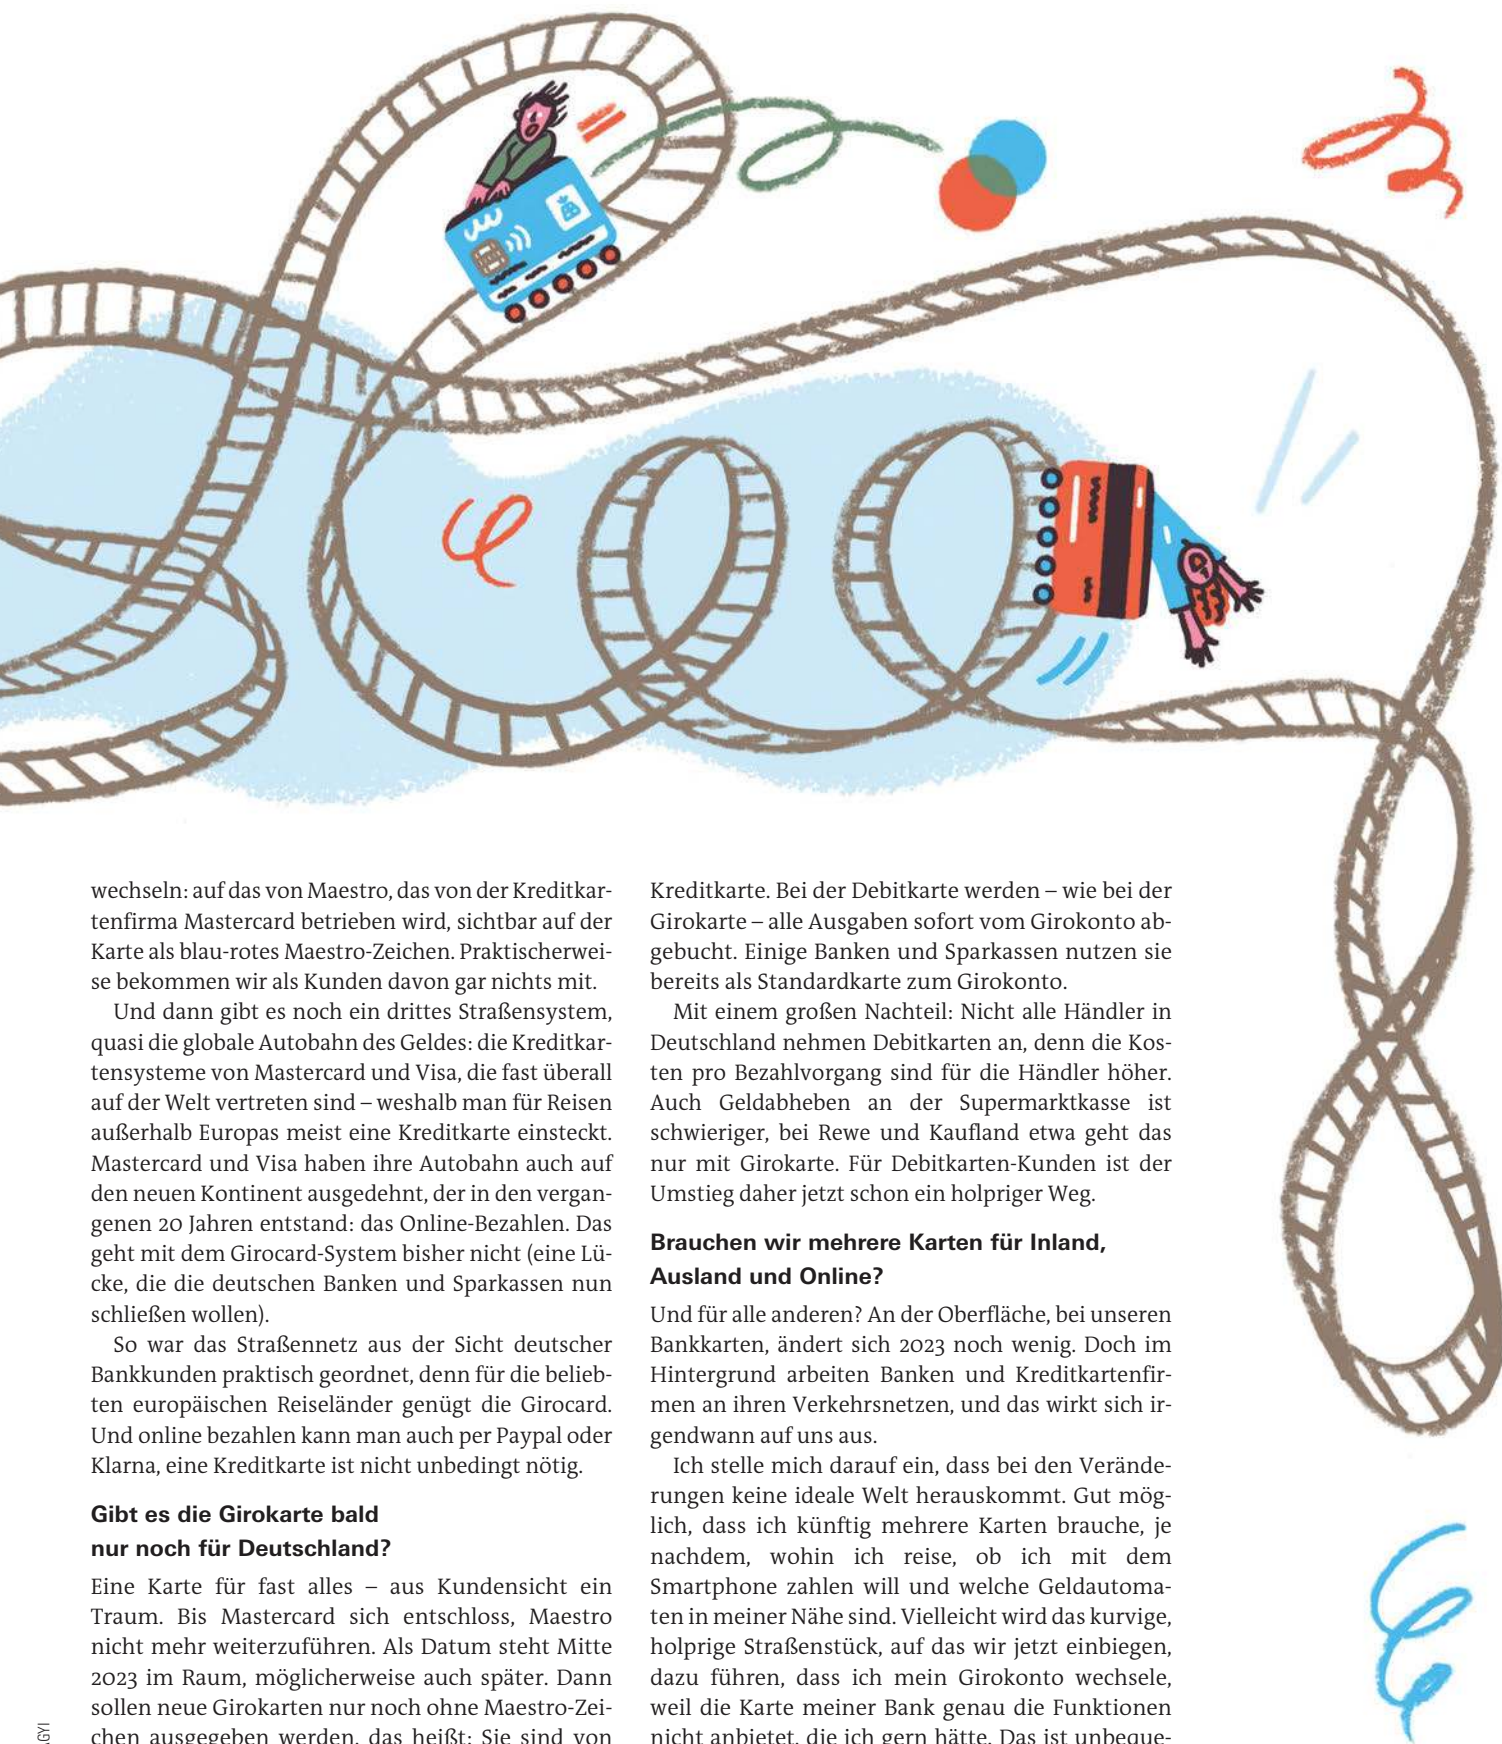 wechseln: auf das von Maestro, das von der Kreditkar-
tenfirma Mastercard betrieben wird, sichtbar auf der
Karte als blau-rotes Maestro-Zeichen. Praktischerwei-
se bekommen wir als Kunden davon gar nichts mit.
Und dann gibt es noch ein drittes Straßensystem,
quasi die globale Autobahn des Geldes: die Kreditkar-
tensysteme von Mastercard und Visa, die fast überall
auf der Welt vertreten sind – weshalb man für Reisen
außerhalb Europas meist eine Kreditkarte einsteckt.
Mastercard und Visa haben ihre Autobahn auch auf
den neuen Kontinent ausgedehnt, der in den vergan-
genen 20 Jahren entstand: das Online-Bezahlen. Das
geht mit dem Girocard-System bisher nicht (eine Lü-
cke, die die deutschen Banken und Sparkassen nun
schließen wollen).
So war das Straßennetz aus der Sicht deutscher
Bankkunden praktisch geordnet, denn für die belieb-
ten europäischen Reiseländer genügt die Girocard.
Und online bezahlen kann man auch per Paypal oder
Klarna, eine Kreditkarte ist nicht unbedingt nötig.
Gibt es die Girokarte bald
nur noch für Deutschland?
Eine Karte für fast alles – aus Kundensicht ein
Traum. Bis Mastercard sich entschloss, Maestro
nicht mehr weiterzuführen. Als Datum steht Mitte
2023 im Raum, möglicherweise auch später. Dann
sollen neue Girokarten nur noch ohne Maestro-Zei-
chen ausgegeben werden, das heißt: Sie sind von
Kreditkarte. Bei der Debitkarte werden – wie bei der
Girokarte – alle Ausgaben sofort vom Girokonto ab-
gebucht. Einige Banken und Sparkassen nutzen sie
bereits als Standardkarte zum Girokonto.
Mit einem großen Nachteil: Nicht alle Händler in
Deutschland nehmen Debitkarten an, denn die Kos-
ten pro Bezahlvorgang sind für die Händler höher.
Auch Geldabheben an der Supermarktkasse ist
schwieriger, bei Rewe und Kaufland etwa geht das
nur mit Girokarte. Für Debitkarten-Kunden ist der
Umstieg daher jetzt schon ein holpriger Weg.
Brauchen wir mehrere Karten für Inland,
Ausland und Online?
Und für alle anderen? An der Oberfläche, bei unseren
Bankkarten, ändert sich 2023 noch wenig. Doch im
Hintergrund arbeiten Banken und Kreditkartenfir-
men an ihren Verkehrsnetzen, und das wirkt sich ir-
gendwann auf uns aus.
Ich stelle mich darauf ein, dass bei den Verände-
rungen keine ideale Welt herauskommt. Gut mög-
lich, dass ich künftig mehrere Karten brauche, je
nachdem, wohin ich reise, ob ich mit dem
Smartphone zahlen will und welche Geldautoma-
ten in meiner Nähe sind. Vielleicht wird das kurvige,
holprige Straßenstück, auf das wir jetzt einbiegen,
dazu führen, dass ich mein Girokonto wechsele,
weil die Karte meiner Bank genau die Funktionen
nicht anbietet, die ich gern hätte. Das ist unbeque-